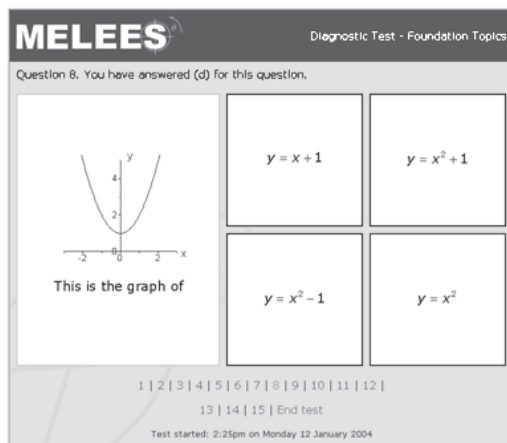 MELEES
Diagnostic Test - Foundation Topics
Question 8. You have answered (d) for this question.
y
4
2
0
-2 0 2 x
This is the graph of
y = x + 1
y = x² + 1
y = x² − 1
y = x²
1 | 2 | 3 | 4 | 5 | 6 | 7 | 8 | 9 | 10 | 11 | 12 |
13 | 14 | 15 | End test
Test started: 2:25pm on Monday 12 January 2004